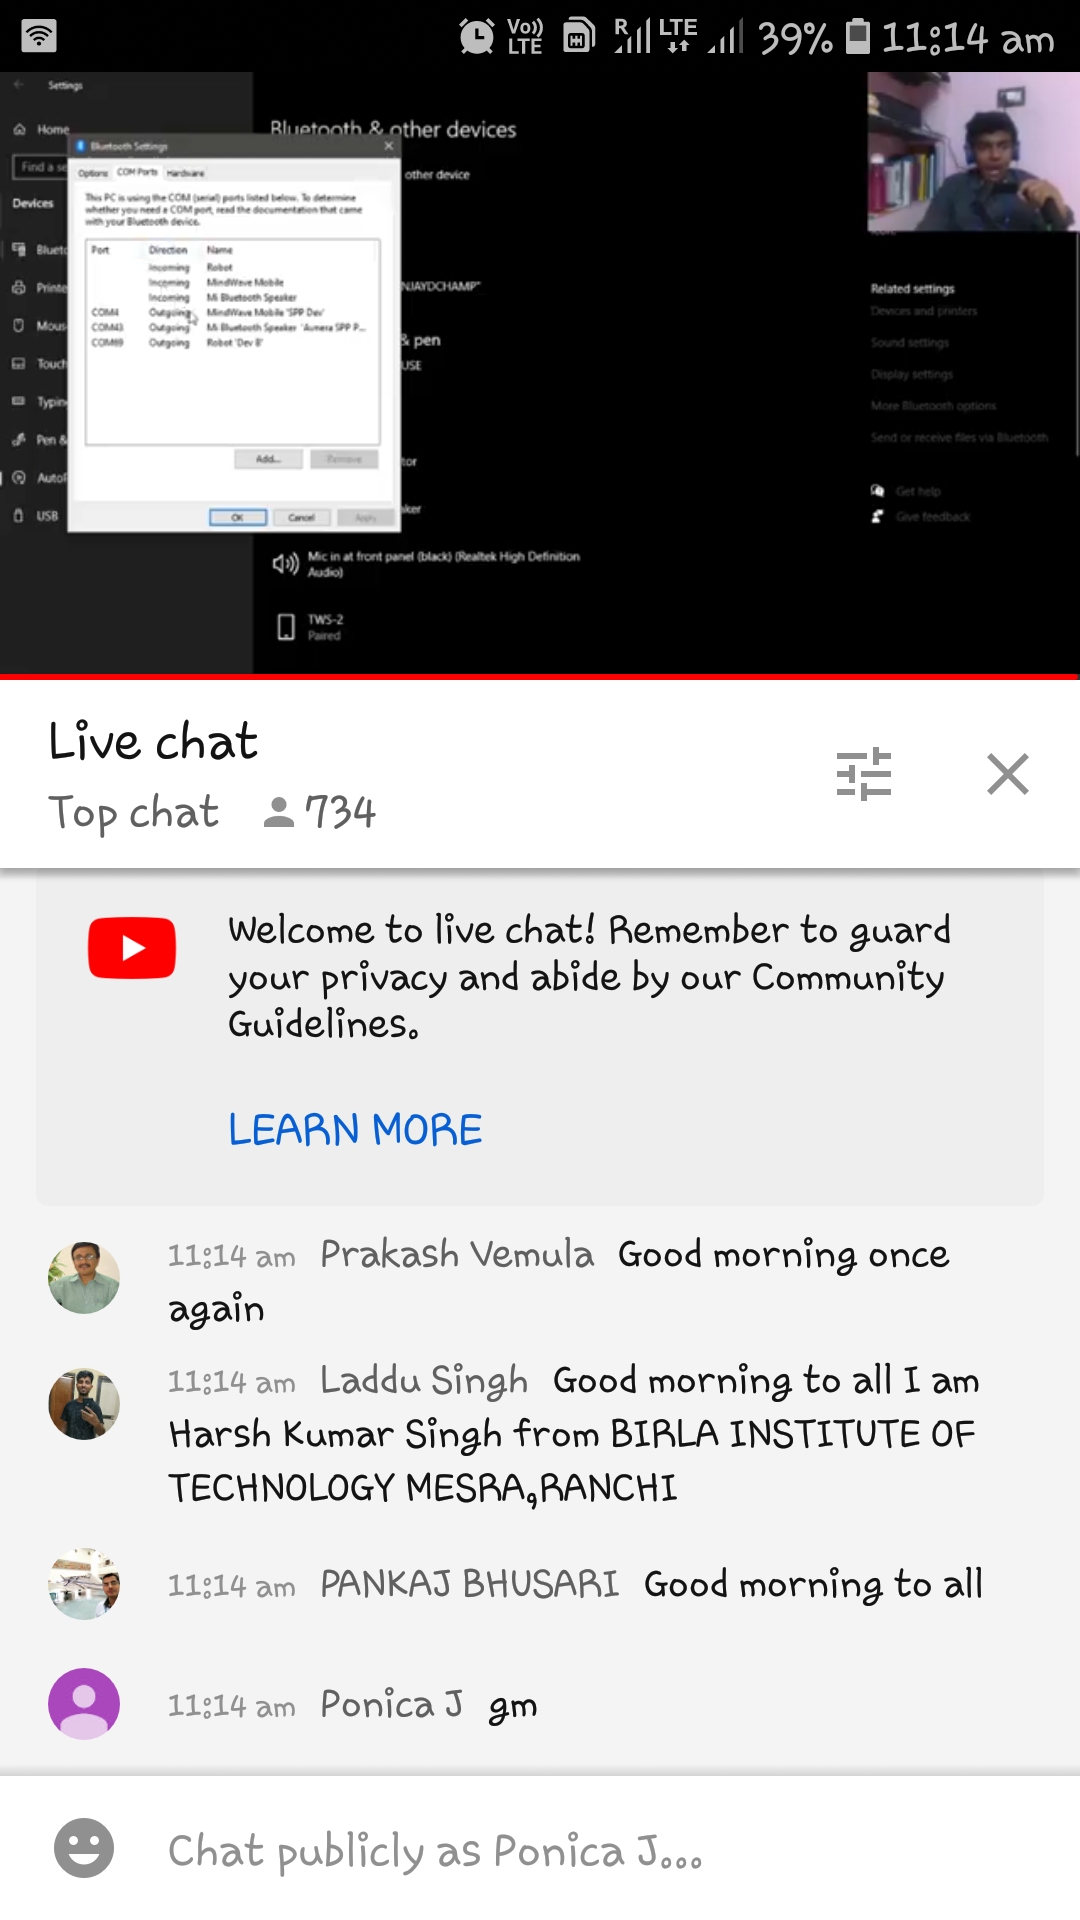 Vo)) LTE R LTE 39% 11:14 am
Settings
Home
Find a se
Devices
Printe
Mous
Touch
Typin
Pen &
USB
Bluetooth & other devices
other device
NJAYDCHAMP"
& pen
USE
tor
Mic in at front panel (black) (Realtek High Definition
Audio)
TWS-2
Paired
Bluetooth Settings
Options COM Ports Hardware
This PC is using the COM (serial) ports listed below. To determine
whether you need a COM port, read the documentation that came
with your Bluetooth device.
Port Direction Name
Incoming Robot
Incoming MindWave Mobile
Incoming Mi Bluetooth Speaker
COM4 Outgoing MindWave Mobile 'SPP Dev'
Outgoing Mi Bluetooth Speaker 'Avnera SPP P...
Outgoing Robot 'Dev B'
Add... Remove
OK Cancel Apply
Related settings
Devices and printers
Sound settings
Display settings
More Bluetooth options
Send or receive files via Bluetooth
Get help
Give feedback
Live chat
Top chat 734
Welcome to live chat! Remember to guard
your privacy and abide by our Community
Guidelines.
LEARN MORE
11:14 am Prakash Vemula Good morning once
again
11:14 am Laddu Singh Good morning to all I am
Harsh Kumar Singh from BIRLA INSTITUTE OF
TECHNOLOGY MESRA,RANCHI
11:14 am PANKAJ BHUSARI Good morning to all
11:14 am Ponica J gm
Chat publicly as Ponica J...